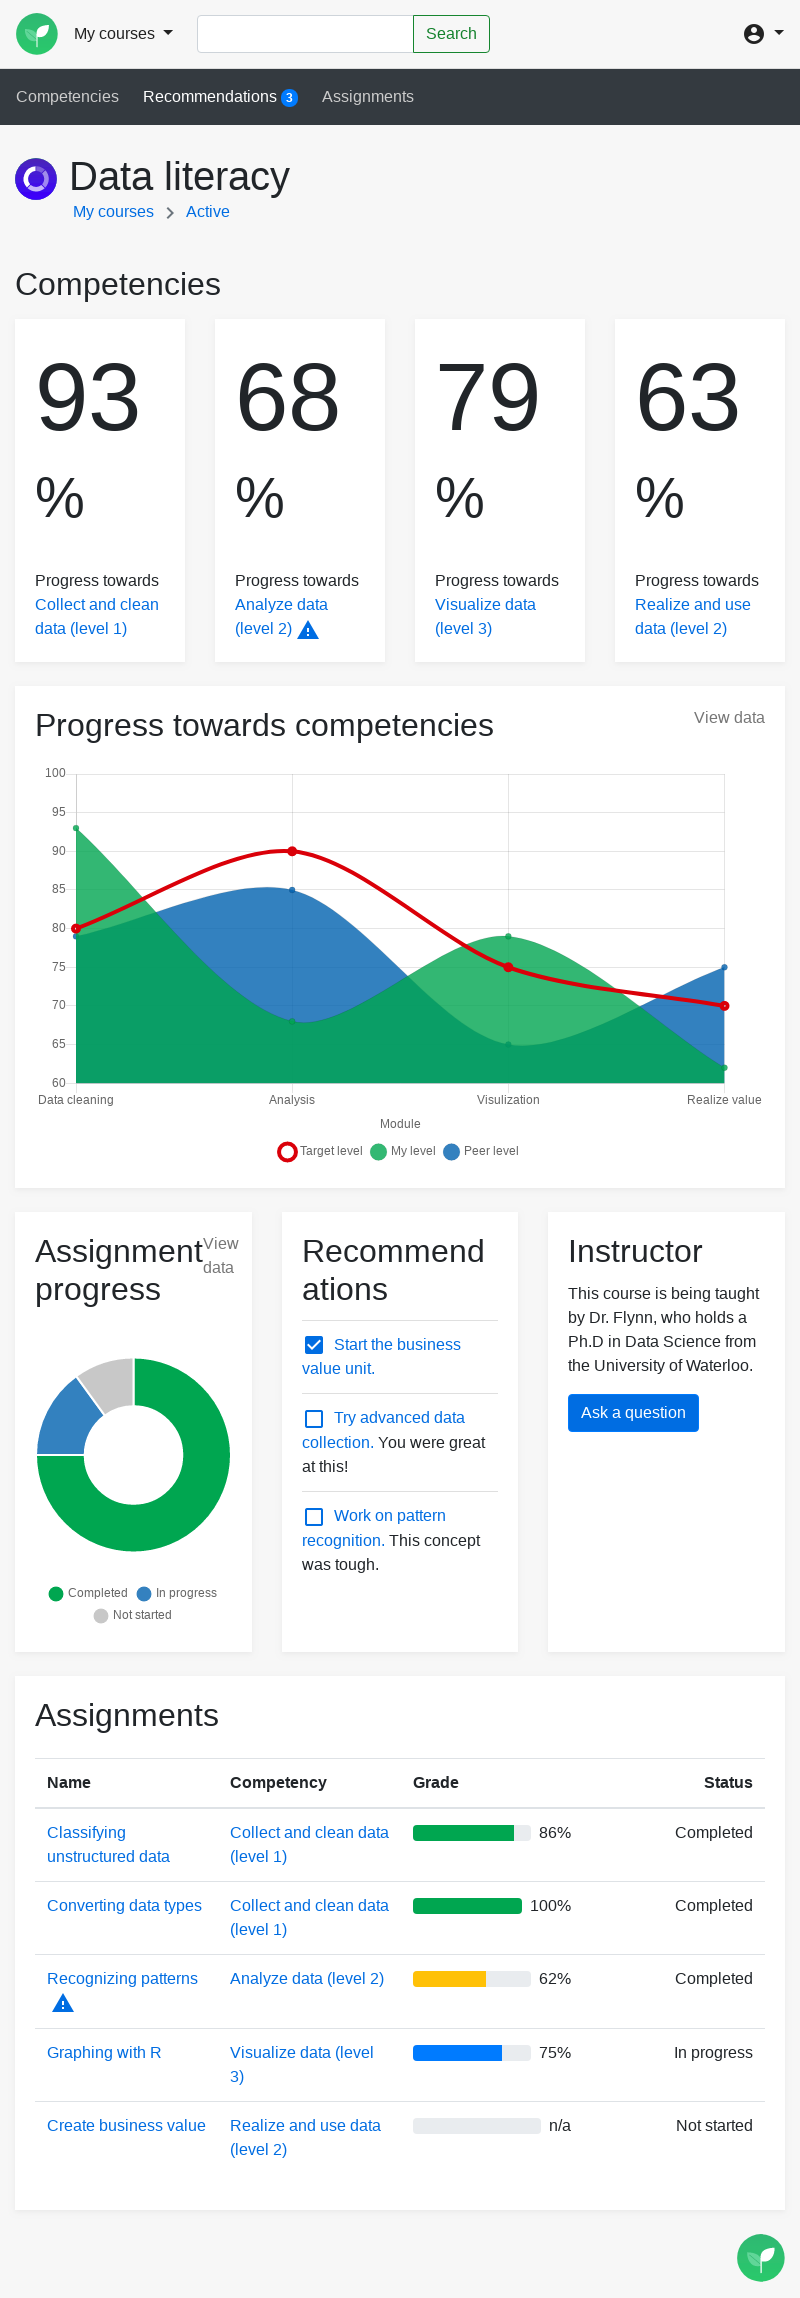 My courses
Search
Competencies
Recommendations 3
Assignments
Data literacy
My courses
Active
Competencies
93
%
Progress towards
Collect and clean
data (level 1)
68
%
Progress towards
Analyze data
(level 2)
79
%
Progress towards
Visualize data
(level 3)
63
%
Progress towards
Realize and use
data (level 2)
Progress towards competencies
View data
100
95
90
85
80
75
70
65
60
Data cleaning
Analysis
Visulization
Realize value
Module
Target level
My level
Peer level
Assignment
progress
View
data
Completed
In progress
Not started
Recommend
ations
Start the business
value unit.
Try advanced data
collection. You were great
at this!
Work on pattern
recognition. This concept
was tough.
Instructor
This course is being taught
by Dr. Flynn, who holds a
Ph.D in Data Science from
the University of Waterloo.
Ask a question
Assignments
Name Competency Grade Status
Classifying
unstructured data
Collect and clean data
(level 1)
86%
Completed
Converting data types
Collect and clean data
(level 1)
100%
Completed
Recognizing patterns
Analyze data (level 2)
62%
Completed
Graphing with R
Visualize data (level
3)
75%
In progress
Create business value
Realize and use data
(level 2)
n/a
Not started